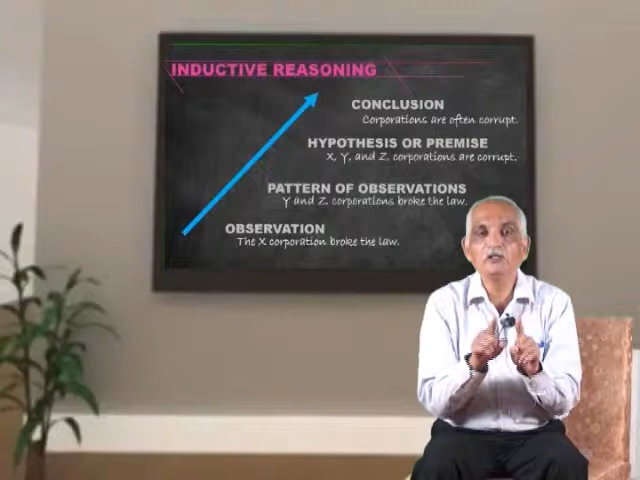 INDUCTIVE REASONING
CONCLUSION
Corporations are often corrupt.
HYPOTHESIS OR PREMISE
X, Y, and Z corporations are corrupt.
PATTERN OF OBSERVATIONS
Y and Z corporations broke the law.
OBSERVATION
The X corporation broke the law.